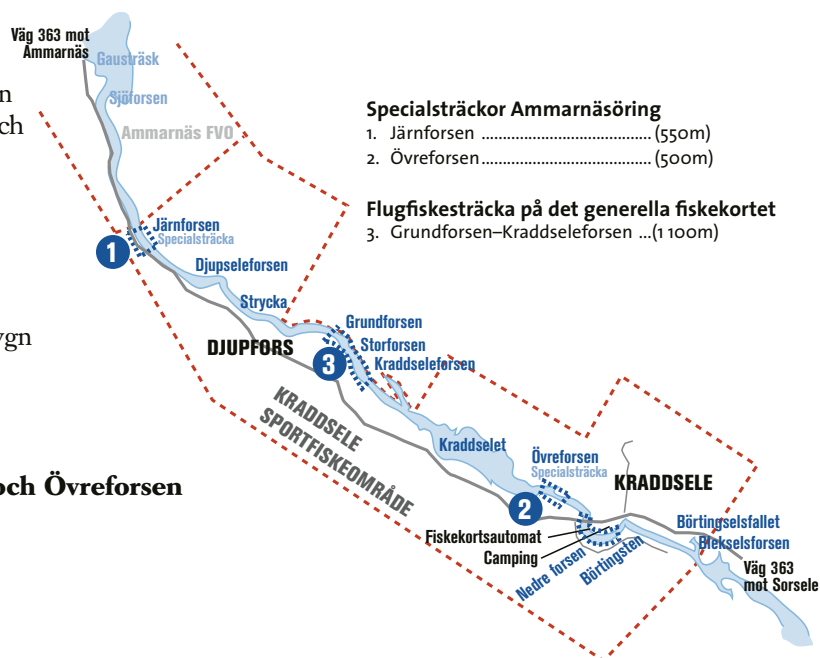 Väg 363 mot
Ammarnäs
Gausträsk
Sjöforsen
Ammarnäs FVO
n
ch
Specialsträckor Ammarnäsöring
1. Järnforsen ........................................ (550m)
2. Övreforsen ........................................ (500m)
Flugfiskesträcka på det generella fiskekortet
3. Grundforsen–Kraddseleforsen ...(1 100m)
Järnforsen
Specialsträcka
1
Djupseleforsen
Strycka
DJUPFORS
ygn
Grundforsen
Storforsen
Kraddseleforsen
3
KRADDSELE
SPORTFISKEOMRÅDE
Kraddselet
och Övreforsen
Övreforsen
Specialsträcka
KRADDSELE
2
Fiskekortsautomat
Camping
Nedre forsen
Börtingsten
Börtingselsfallet
Blekselsforsen
Väg 363
mot Sorsele